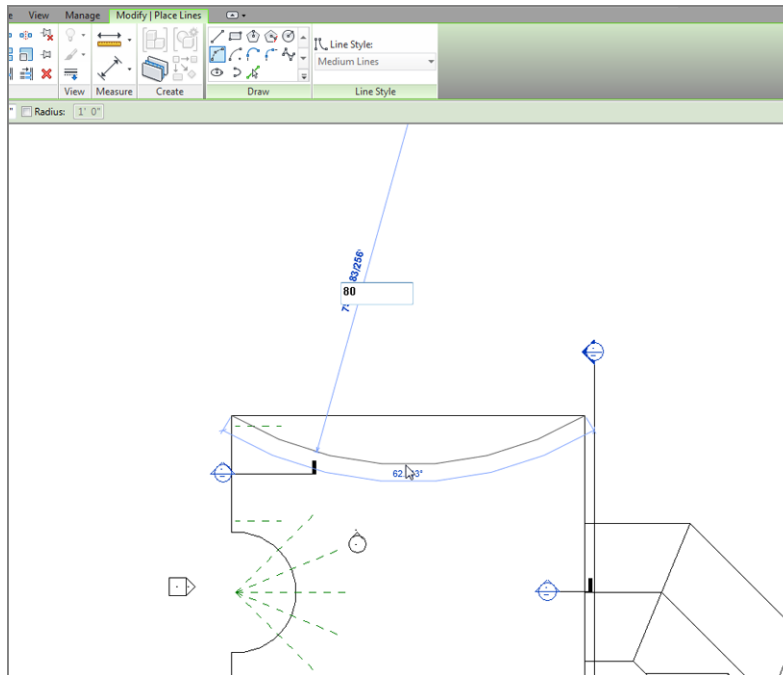 View Manage Modify | Place Lines
Line Style:
Medium Lines
View Measure Create Draw Line Style
Radius: 1' 0"
83/256"
80